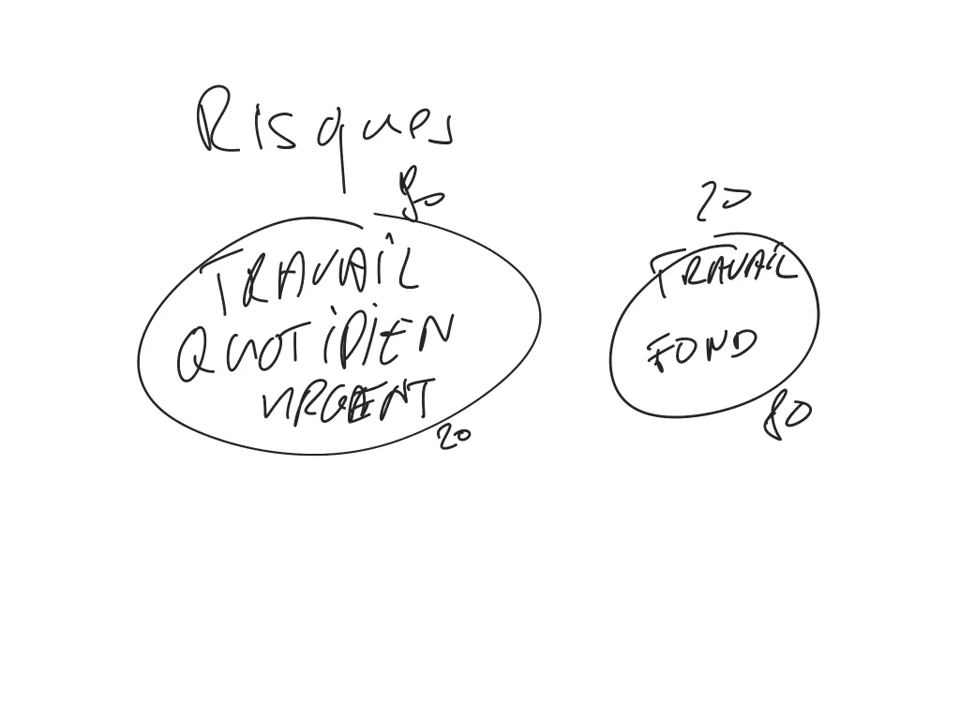 Risques
80
TRAVAIL
QUOTIDIEN
URGENT
20
20
TRAVAIL
FOND
80